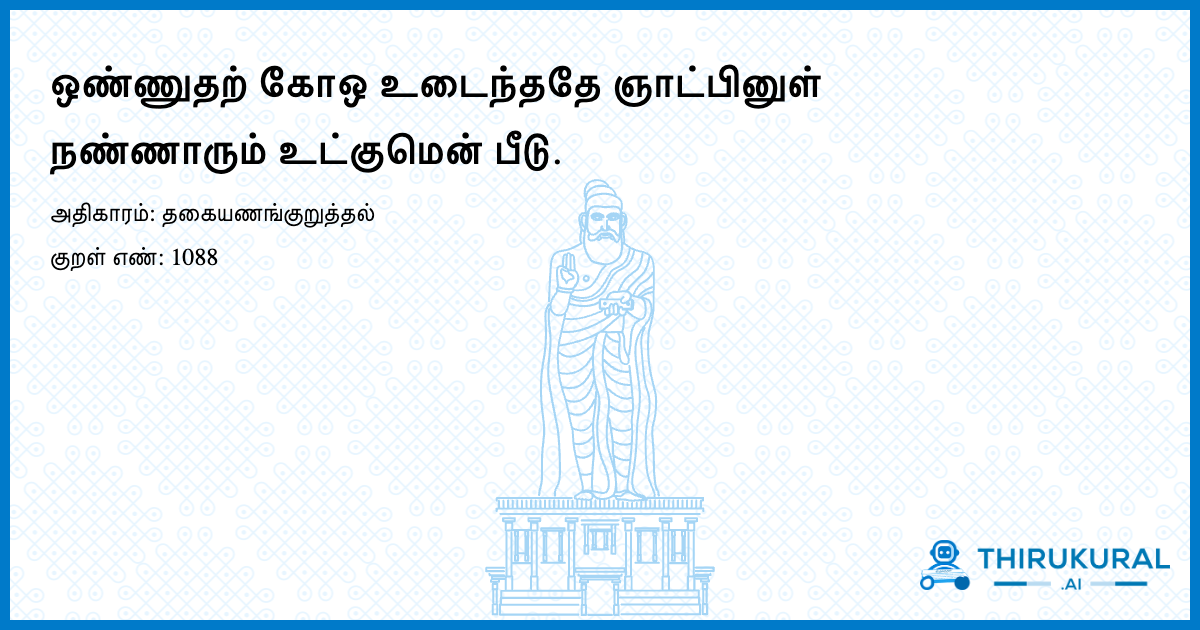 ஒண்ணுதற் கோஒ உடைந்ததே ஞாட்பினுள்
நண்ணாரும் உட்குமென் பீடு.
அதிகாரம்: தகையணங்குறுத்தல்
குறள் எண்: 1088
THIRUKURAL
.AI